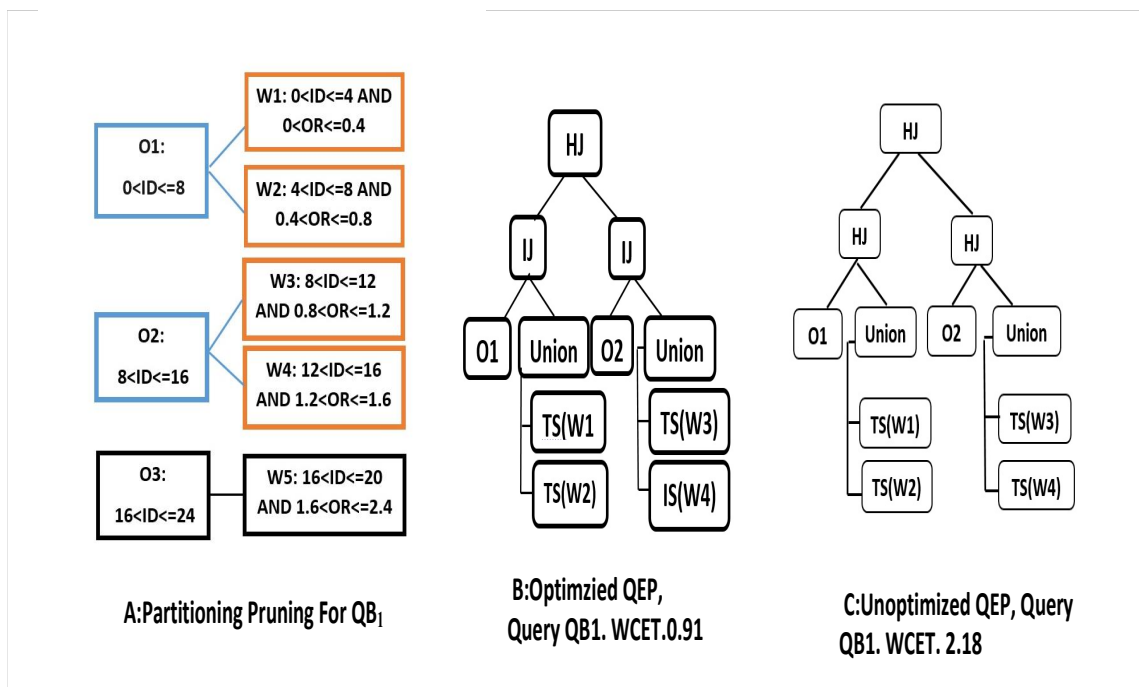 O1:
0<ID<=8
W1: 0<ID<=4 AND
0<OR<=0.4
W2: 4<ID<=8 AND
0.4<OR<=0.8
O2:
8<ID<=16
W3: 8<ID<=12
AND 0.8<OR<=1.2
W4: 12<ID<=16
AND 1.2<OR<=1.6
O3:
16<ID<=24
W5: 16<ID<=20
AND 1.6<OR<=2.4
A:Partitioning Pruning For QB₁
HJ
IJ
IJ
O1
Union
O2
Union
TS(W1
TS(W3)
TS(W2)
IS(W4)
B:Optimzied QEP,
Query QB1. WCET.0.91
HJ
HJ
HJ
O1
Union
O2
Union
TS(W1)
TS(W3)
TS(W2)
TS(W4)
C:Unoptimized QEP, Query
QB1. WCET. 2.18